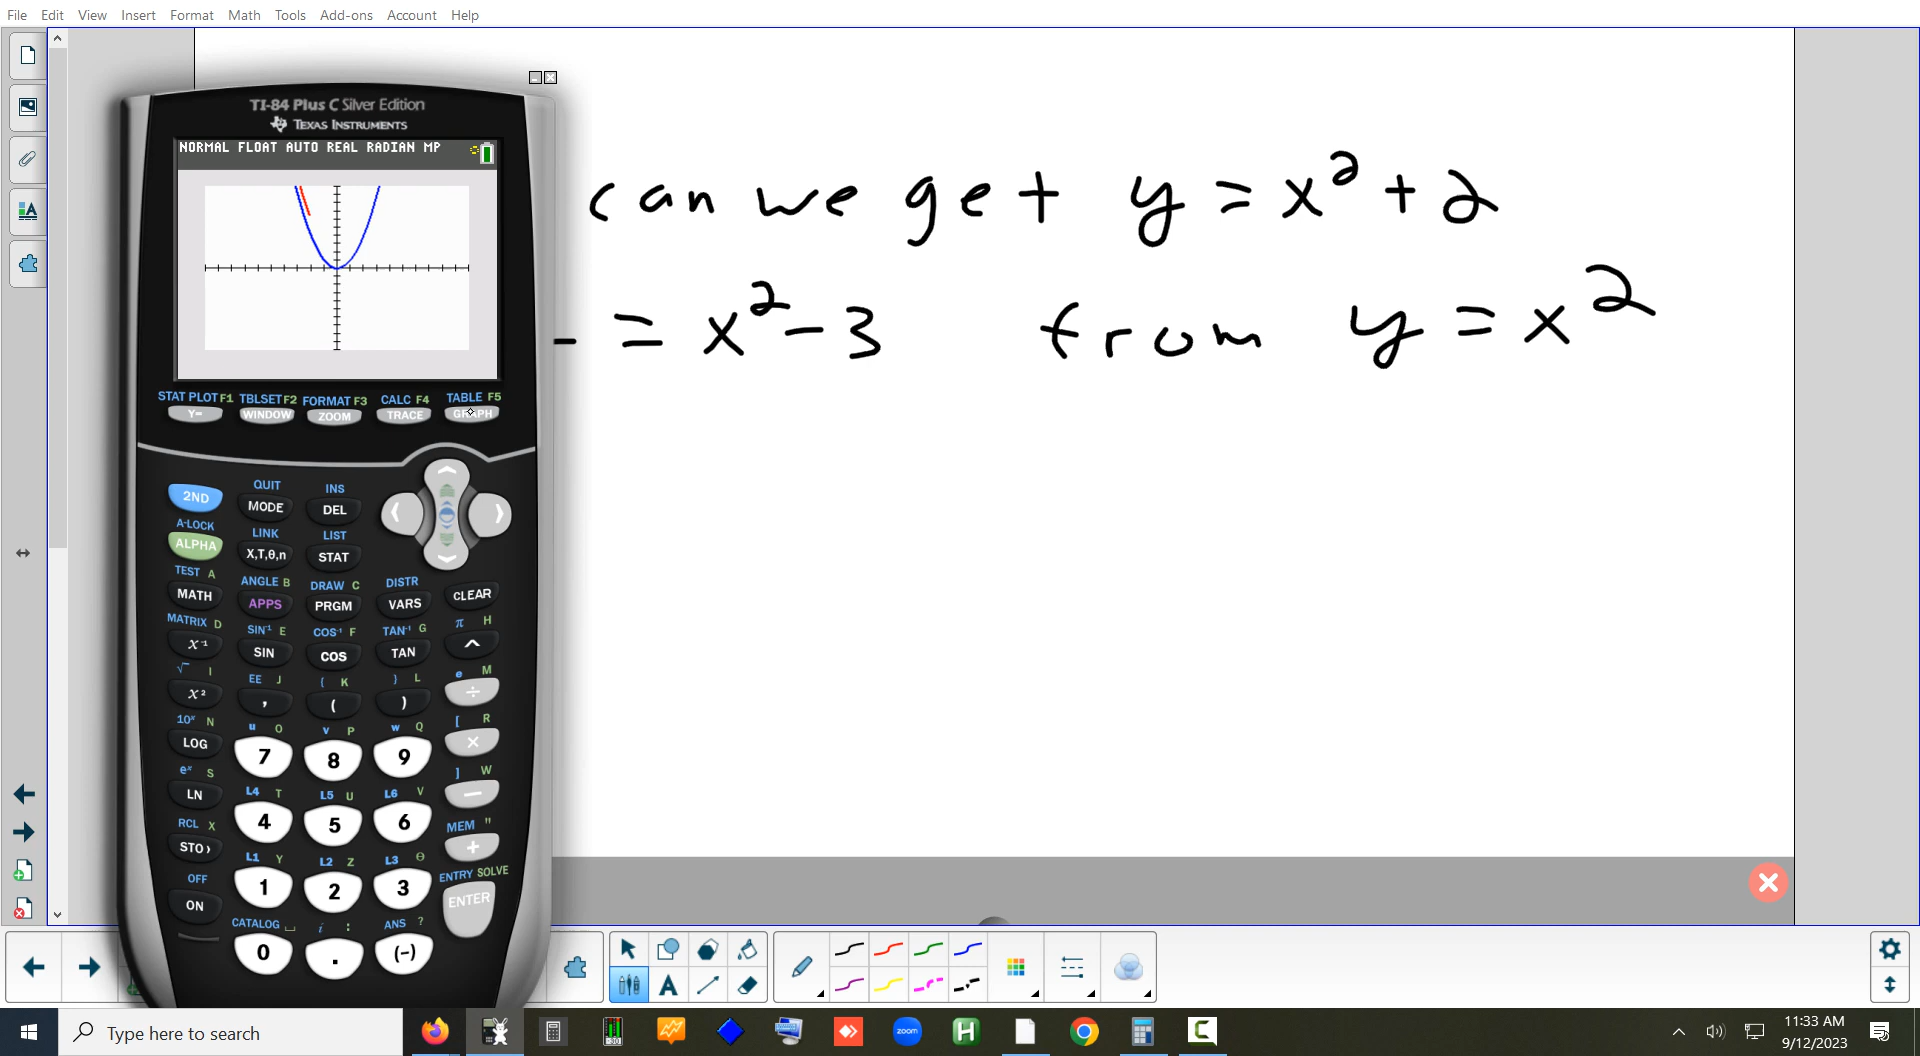 File Edit View Insert Format Math Tools Add-ons Account Help
TI-84 Plus C Silver Edition
TEXAS INSTRUMENTS
NORMAL FLOAT AUTO REAL RADIAN MP
can we get y = x² + 2
= x² - 3 from y = x²
STAT PLOT F1 TBLSET F2 FORMAT F3 CALC F4 TABLE F5
Y= WINDOW ZOOM TRACE GRAPH
QUIT INS
2ND MODE DEL
A-LOCK LINK LIST
ALPHA X,T,θ,n STAT
TEST A ANGLE B DRAW C DISTR
MATH APPS PRGM VARS CLEAR
MATRIX D SIN⁻¹ E COS⁻¹ F TAN⁻¹ G π H
x⁻¹ SIN COS TAN ^
√ I EE J { K } L e M
x² , ( ) ÷
10ˣ N u O v P w Q [ R
LOG 7 8 9 ×
eˣ S L4 T L5 U L6 V ] W
LN 4 5 6 −
RCL X L1 Y L2 Z L3 θ MEM "
STO› 1 2 3 +
OFF ENTRY SOLVE
ON ENTER
CATALOG ⎵ i : ANS ?
0 . (-)
A
Type here to search
zoom
H
C
11:33 AM
9/12/2023